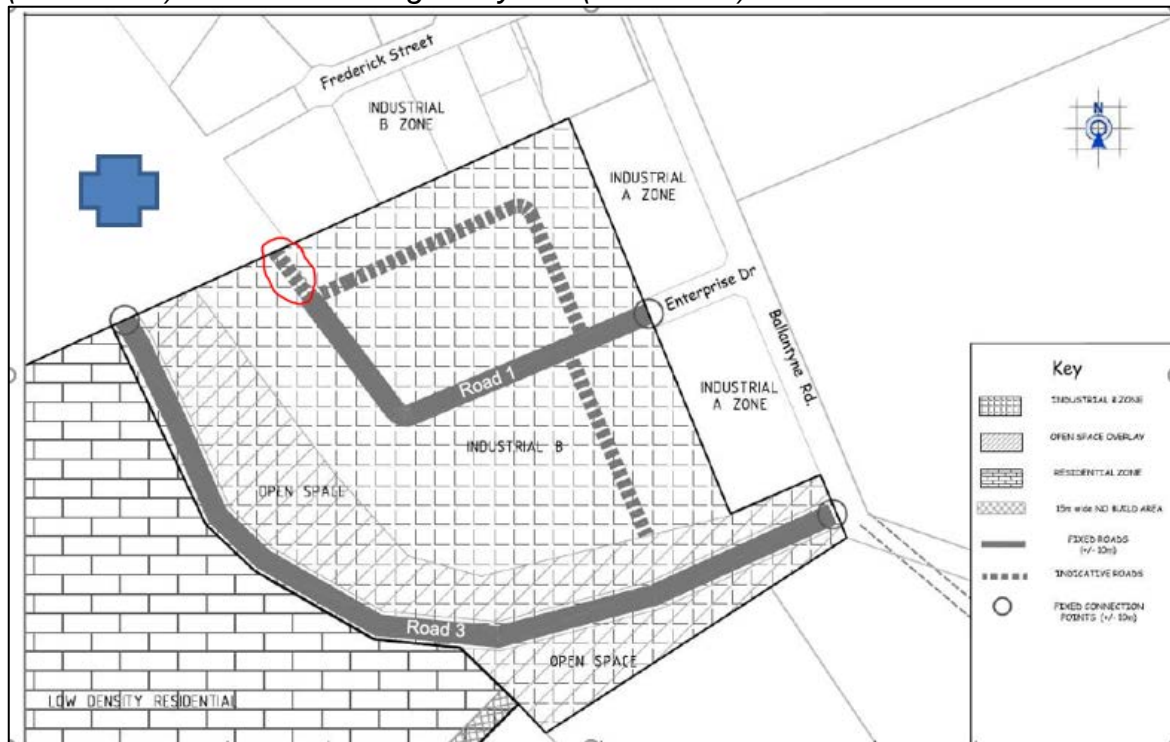 Frederick Street
INDUSTRIAL
B ZONE
N
INDUSTRIAL
A ZONE
Enterprise Dr
Ballantyne Rd.
Road 1
INDUSTRIAL
A ZONE
INDUSTRIAL B
OPEN SPACE
Road 3
OPEN SPACE
LOW DENSITY RESIDENTIAL
Key
INDUSTRIAL B ZONE
OPEN SPACE OVERLAY
RESIDENTIAL ZONE
15m wide NO BUILD AREA
FIXED ROADS
(+/- 10m)
INDICATIVE ROADS
FIXED CONNECTION
POINTS (+/- 10m)